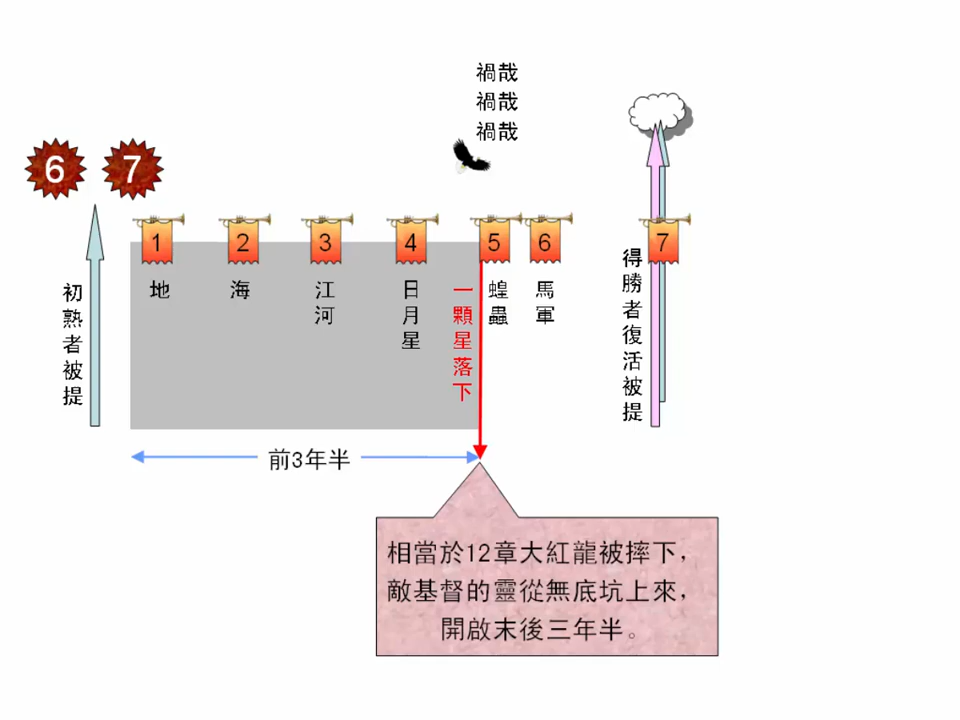 禍哉
禍哉
禍哉
6
7
1
2
3
4
5
6
7
初熟者被提
地
海
江河
日月星
一顆星落下
蝗蟲
馬軍
得勝者復活被提
前3年半
相當於12章大紅龍被摔下，
敵基督的靈從無底坑上來，
開啟末後三年半。